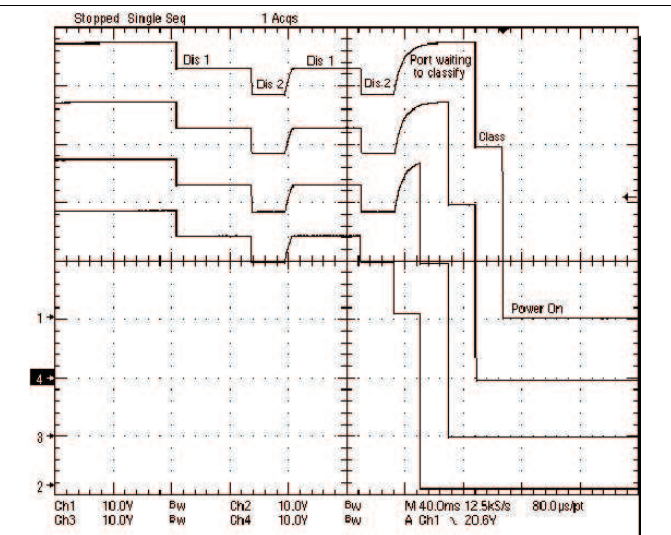 Stopped Single Seq 1 Acqs
Dis 1 Dis 1 Port waiting
Dis 2 Dis 2 to classify
Class
Power On
1
4
3
2
Ch1 10.0V Bw Ch2 10.0V Bw M 40.0ms 12.5kS/s 80.0µs/pt
Ch3 10.0V Bw Ch4 10.0V Bw A Ch1 20.6V